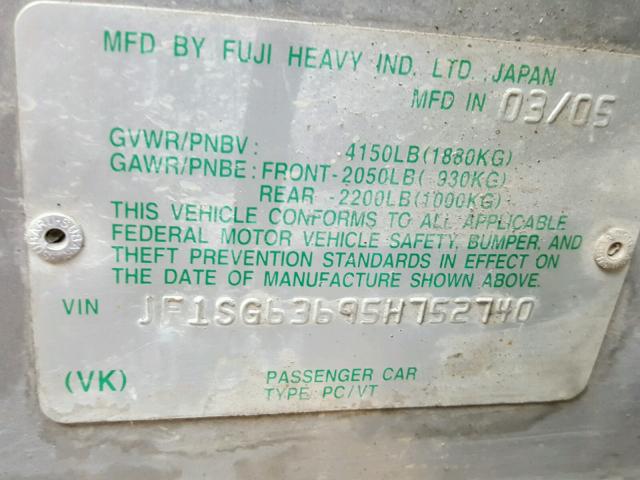 MFD BY FUJI HEAVY IND. LTD. JAPAN
MFD IN 03/05
GVWR/PNBV: 4150LB(1880KG)
GAWR/PNBE: FRONT-2050LB( 930KG)
REAR -2200LB(1000KG)
THIS VEHICLE CONFORMS TO ALL APPLICABLE
FEDERAL MOTOR VEHICLE SAFETY, BUMPER, AND
THEFT PREVENTION STANDARDS IN EFFECT ON
THE DATE OF MANUFACTURE SHOWN ABOVE.
VIN JF1SG63695H752740
(VK) PASSENGER CAR
TYPE PC/VT